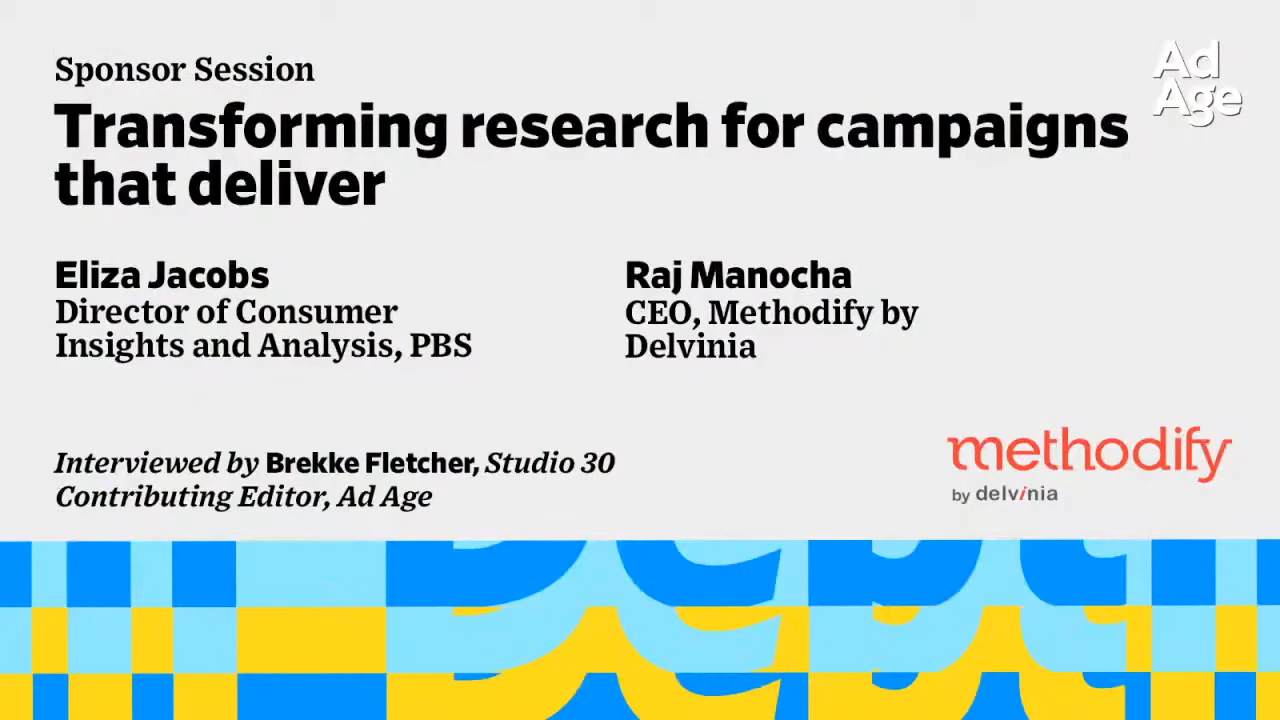 Sponsor Session
Ad
Age
Transforming research for campaigns
that deliver
Eliza Jacobs
Director of Consumer
Insights and Analysis, PBS
Raj Manocha
CEO, Methodify by
Delvinia
Interviewed by Brekke Fletcher, Studio 30
Contributing Editor, Ad Age
methodify
by delvinia